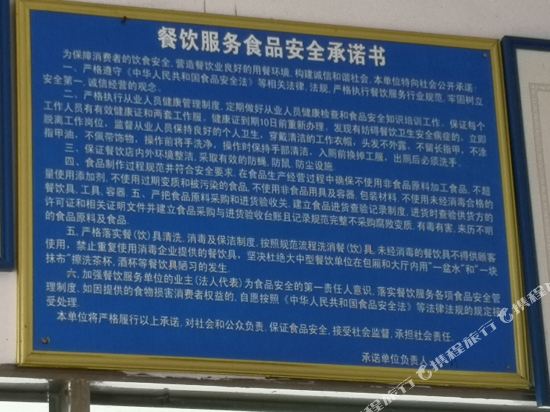 餐饮服务食品安全承诺书
为保障消费者的饮食安全，营造餐饮业良好的用餐环境，构建诚信和谐社会，本单位特向社会公开承诺：
一、严格遵守《中华人民共和国食品安全法》等相关法律、法规，严格执行餐饮服务行业规范，牢固树立
安全第一，诚信经营的观念。
二、严格执行从业人员健康管理制度，定期做好从业人员健康检查和食品安全知识培训工作，保证每个
工作人员有有效健康证和两套工作服，健康证到期10日前重新办理，发现有妨碍餐饮卫生安全病症的，立即
脱离工作岗位，监督从业人员保持良好的个人卫生，穿戴清洁的工作衣帽，头发不外露，不留长指甲，不涂
指甲油，不佩带饰物，操作前将手洗净，操作时保持手部清洁，入厕前换掉工服，出厕后必须洗手。
三、保证餐饮店内外环境整洁，采取有效的防蝇，防鼠，防尘设施。
四、食品制作过程规范并符合安全要求，在食品生产经营过程中确保不使用非食品原料加工食品，不超
量使用添加剂，不使用过期变质和被污染的食品，不使用非食品用具及容器，包装材料，不使用未经消毒合格的
餐饮具，工具，容器。五、严把食品原料采购和进货验收关，建立食品进货查验记录制度，进货时查验供货方的
许可证和相关证明文件并建立食品采购与进货验收台账且记录规范完整不采购腐败变质，有毒有害，来历不明
的食品原料及食品。
五、严格落实餐(饮)具清洗，消毒及保洁制度，按照规范流程洗消餐(饮)具，未经消毒的餐饮具不得供顾客
使用，禁止重复使用消毒企业提供的餐饮具，坚决杜绝大中型餐饮单位在包厢和大厅内用"一盆水"和"一块
抹布"擦洗茶杯，酒杯等餐饮具陋习的发生。
六、加强餐饮服务单位的业主(法人代表)为食品安全的第一责任人意识，落实餐饮服务各项食品安全
管理制度，如因提供的食物损害消费者权益的，自愿按照《中华人民共和国食品安全法》等法律法规的规定接
受处理。
本单位将严格履行以上承诺，对社会和公众负责，保证食品安全，接受社会监督，承担社会责任
承诺单位负责人
携程旅行
携程旅行